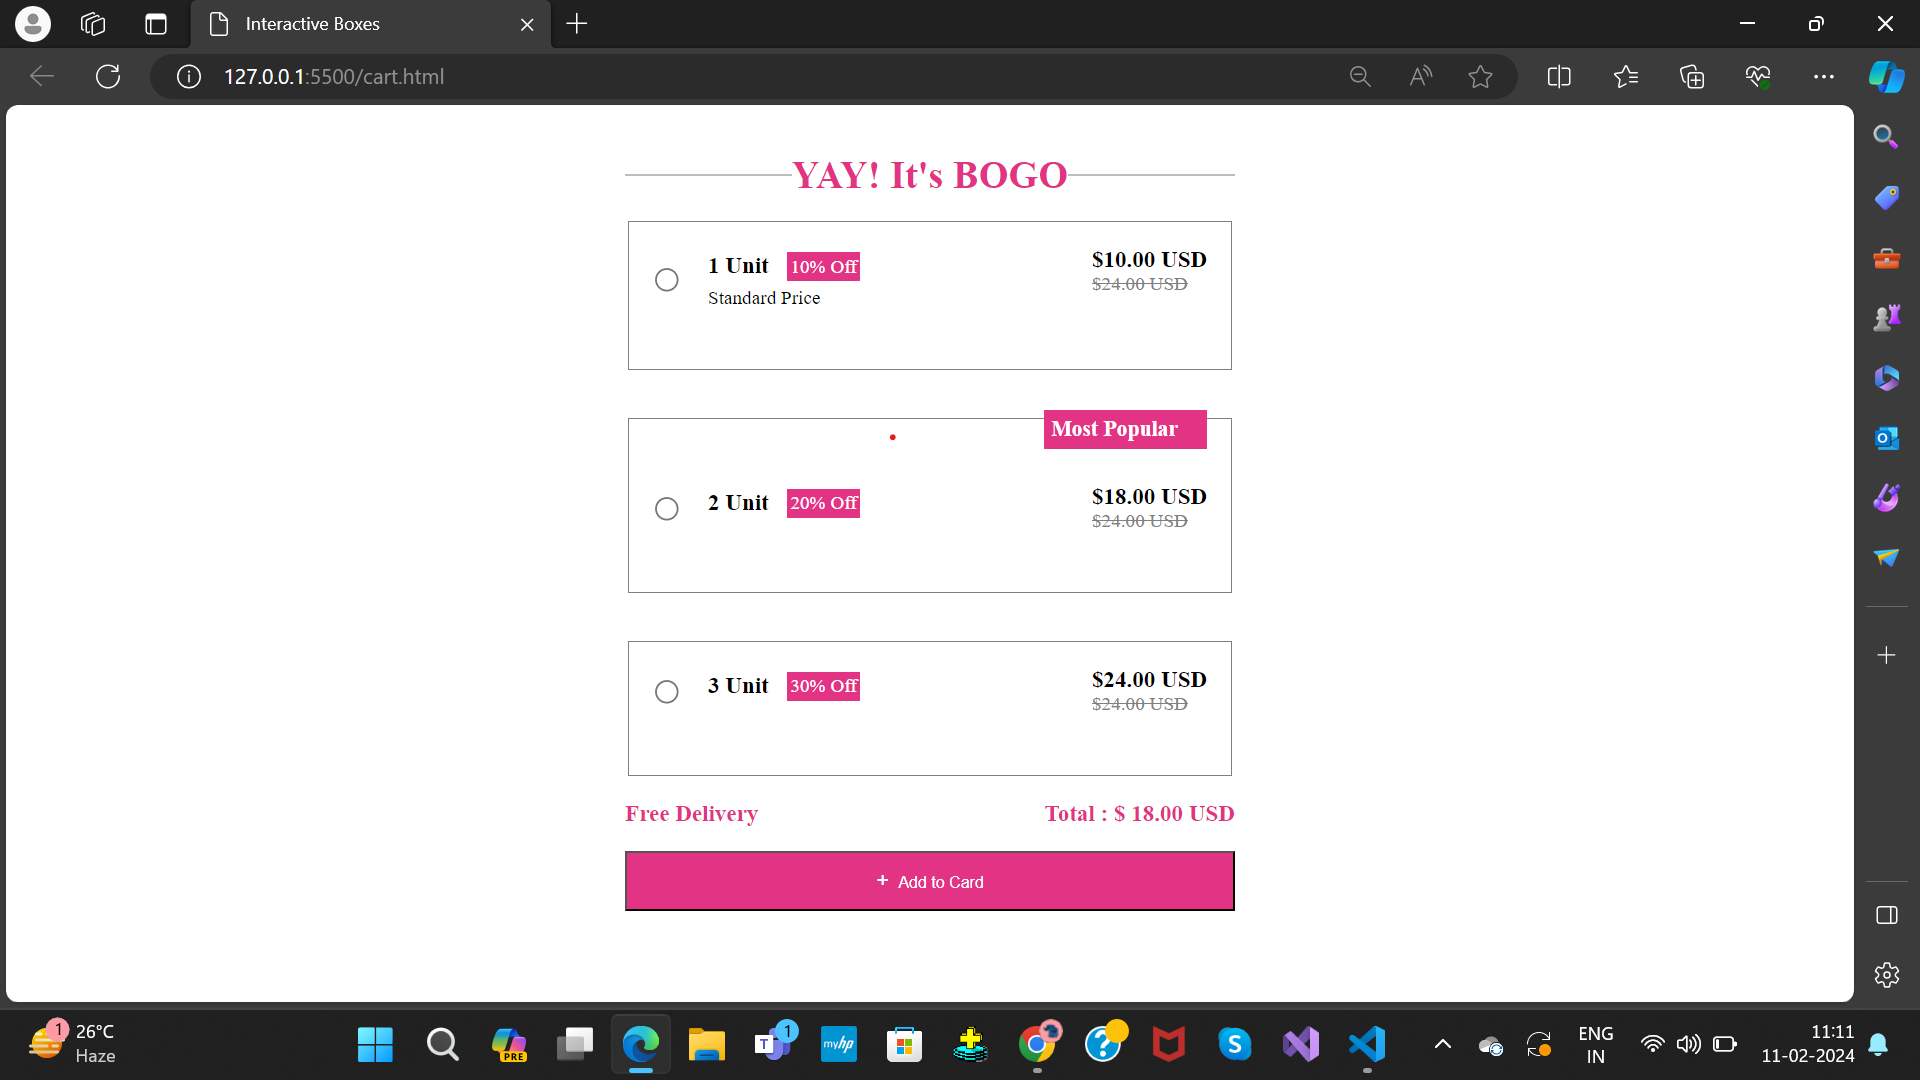 Interactive Boxes
127.0.0.1:5500/cart.html
YAY! It's BOGO
1 Unit 10% Off $10.00 USD
Standard Price $24.00 USD
Most Popular
2 Unit 20% Off $18.00 USD
$24.00 USD
3 Unit 30% Off $24.00 USD
$24.00 USD
Free Delivery Total : $ 18.00 USD
+ Add to Card
1 26°C
Haze
PRE
T 1
myhp
S
ENG
IN
11:11
11-02-2024